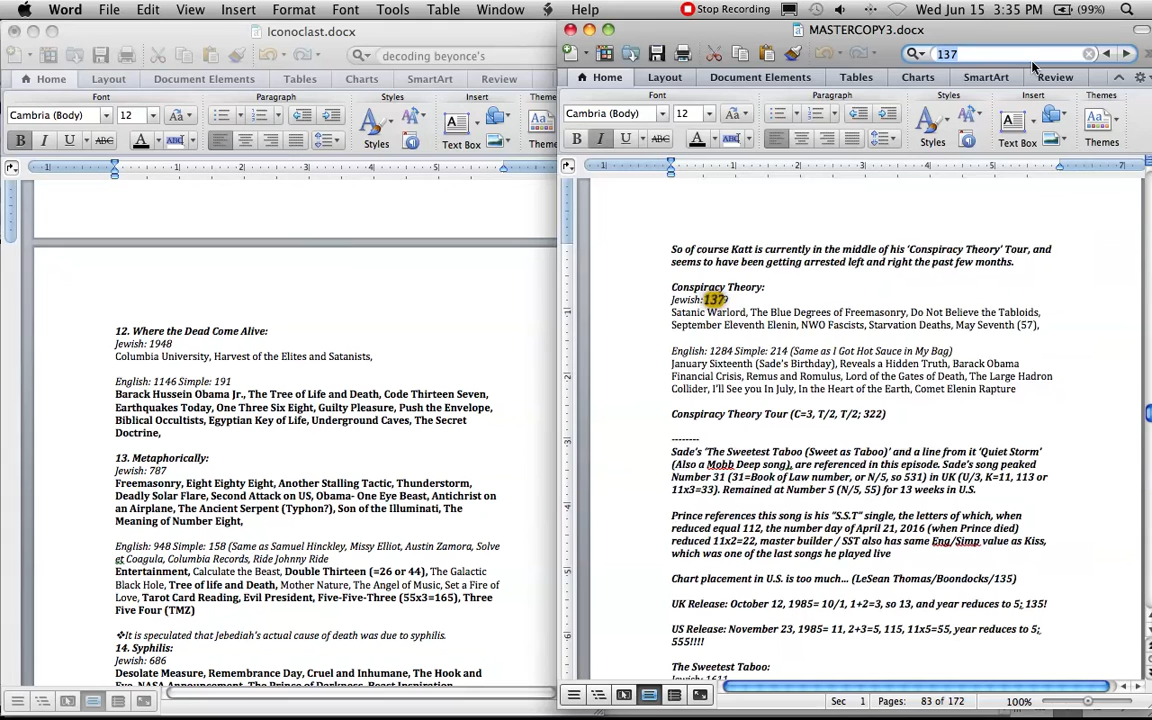 Word File Edit View Insert Format Font Tools Table Window Help Stop Recording Wed Jun 15 3:35 PM (99%)
Iconoclast.docx
decoding beyonce's
Home Layout Document Elements Tables Charts SmartArt Review
Font Paragraph Styles Insert Themes
Cambria (Body) 12 Aa
B I U ABC A ABC Styles A Text Box Themes
12. Where the Dead Come Alive:
Jewish: 1948
Columbia University, Harvest of the Elites and Satanists,
English: 1146 Simple: 191
Barack Hussein Obama Jr., The Tree of Life and Death, Code Thirteen Seven,
Earthquakes Today, One Three Six Eight, Guilty Pleasure, Push the Envelope,
Biblical Occultists, Egyptian Key of Life, Underground Caves, The Secret
Doctrine,
13. Metaphorically:
Jewish: 787
Freemasonry, Eight Eighty Eight, Another Stalling Tactic, Thunderstorm,
Deadly Solar Flare, Second Attack on US, Obama- One Eye Beast, Antichrist on
an Airplane, The Ancient Serpent (Typhon?), Son of the Illuminati, The
Meaning of Number Eight,
English: 948 Simple: 158 (Same as Samuel Hinckley, Missy Elliot, Austin Zamora, Solve
et Coagula, Columbia Records, Ride Johnny Ride
Entertainment, Calculate the Beast, Double Thirteen (=26 or 44), The Galactic
Black Hole, Tree of life and Death, Mother Nature, The Angel of Music, Set a Fire of
Love, Tarot Card Reading, Evil President, Five-Five-Three (55x3=165), Three
Five Four (TMZ)
❖It is speculated that Jebediah's actual cause of death was due to syphilis.
14. Syphilis:
Jewish: 686
Desolate Measure, Remembrance Day, Cruel and Inhumane, The Hook and
MASTERCOPY3.docx
137
Home Layout Document Elements Tables Charts SmartArt Review
Font Paragraph Styles Insert Themes
Cambria (Body) 12 Aa
B I U ABC A ABC Styles A Text Box Themes
So of course Katt is currently in the middle of his 'Conspiracy Theory' Tour, and
seems to have been getting arrested left and right the past few months.
Conspiracy Theory:
Jewish: 1379
Satanic Warlord, The Blue Degrees of Freemasonry, Do Not Believe the Tabloids,
September Eleventh Elenin, NWO Fascists, Starvation Deaths, May Seventh (57),
English: 1284 Simple: 214 (Same as I Got Hot Sauce in My Bag)
January Sixteenth (Sade's Birthday), Reveals a Hidden Truth, Barack Obama
Financial Crisis, Remus and Romulus, Lord of the Gates of Death, The Large Hadron
Collider, I'll See you In July, In the Heart of the Earth, Comet Elenin Rapture
Conspiracy Theory Tour (C=3, T/2, T/2; 322)
--------
Sade's 'The Sweetest Taboo (Sweet as Taboo)' and a line from it 'Quiet Storm'
(Also a Mobb Deep song), are referenced in this episode. Sade's song peaked
Number 31 (31=Book of Law number, or N/5, so 531) in UK (U/3, K=11, 113 or
11x3=33). Remained at Number 5 (N/5, 55) for 13 weeks in U.S.
Prince references this song is his "S.S.T" single, the letters of which, when
reduced equal 112, the number day of April 21, 2016 (when Prince died)
reduced 11x2=22, master builder / SST also has same Eng/Simp value as Kiss,
which was one of the last songs he played live
Chart placement in U.S. is too much... (LeSean Thomas/Boondocks/135)
UK Release: October 12, 1985= 10/1, 1+2=3, so 13, and year reduces to 5; 135!
US Release: November 23, 1985= 11, 2+3=5, 115, 11x5=55, year reduces to 5;
555!!!!
The Sweetest Taboo:
Jewish: 1611
Sec 1 Pages: 83 of 172 100%